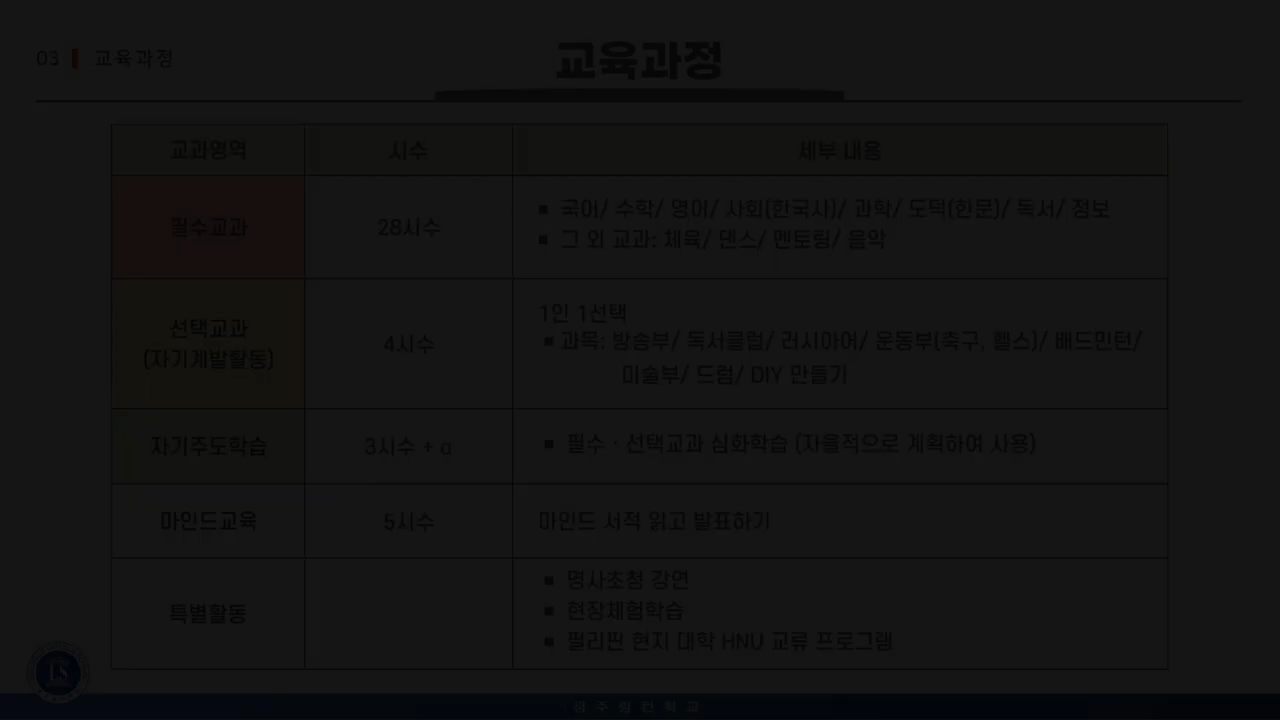 03 교육과정
교육과정
교과영역 시수 세부 내용
필수교과 28시수
▪ 국어/ 수학/ 영어/ 사회(한국사)/ 과학/ 도덕(한문)/ 독서/ 정보
▪ 그 외 교과: 체육/ 댄스/ 멘토링/ 음악
선택교과
(자기계발활동)
4시수
1인 1선택
▪ 과목: 방송부/ 독서클럽/ 러시아어/ 운동부(축구, 헬스)/ 배드민턴/
미술부/ 드럼/ DIY 만들기
자기주도학습 3시수 + α ▪ 필수 · 선택교과 심화학습 (자율적으로 계획하여 사용)
마인드교육 5시수 마인드 서적 읽고 발표하기
특별활동
▪ 명사초청 강연
▪ 현장체험학습
▪ 필리핀 현지 대학 HNU 교류 프로그램